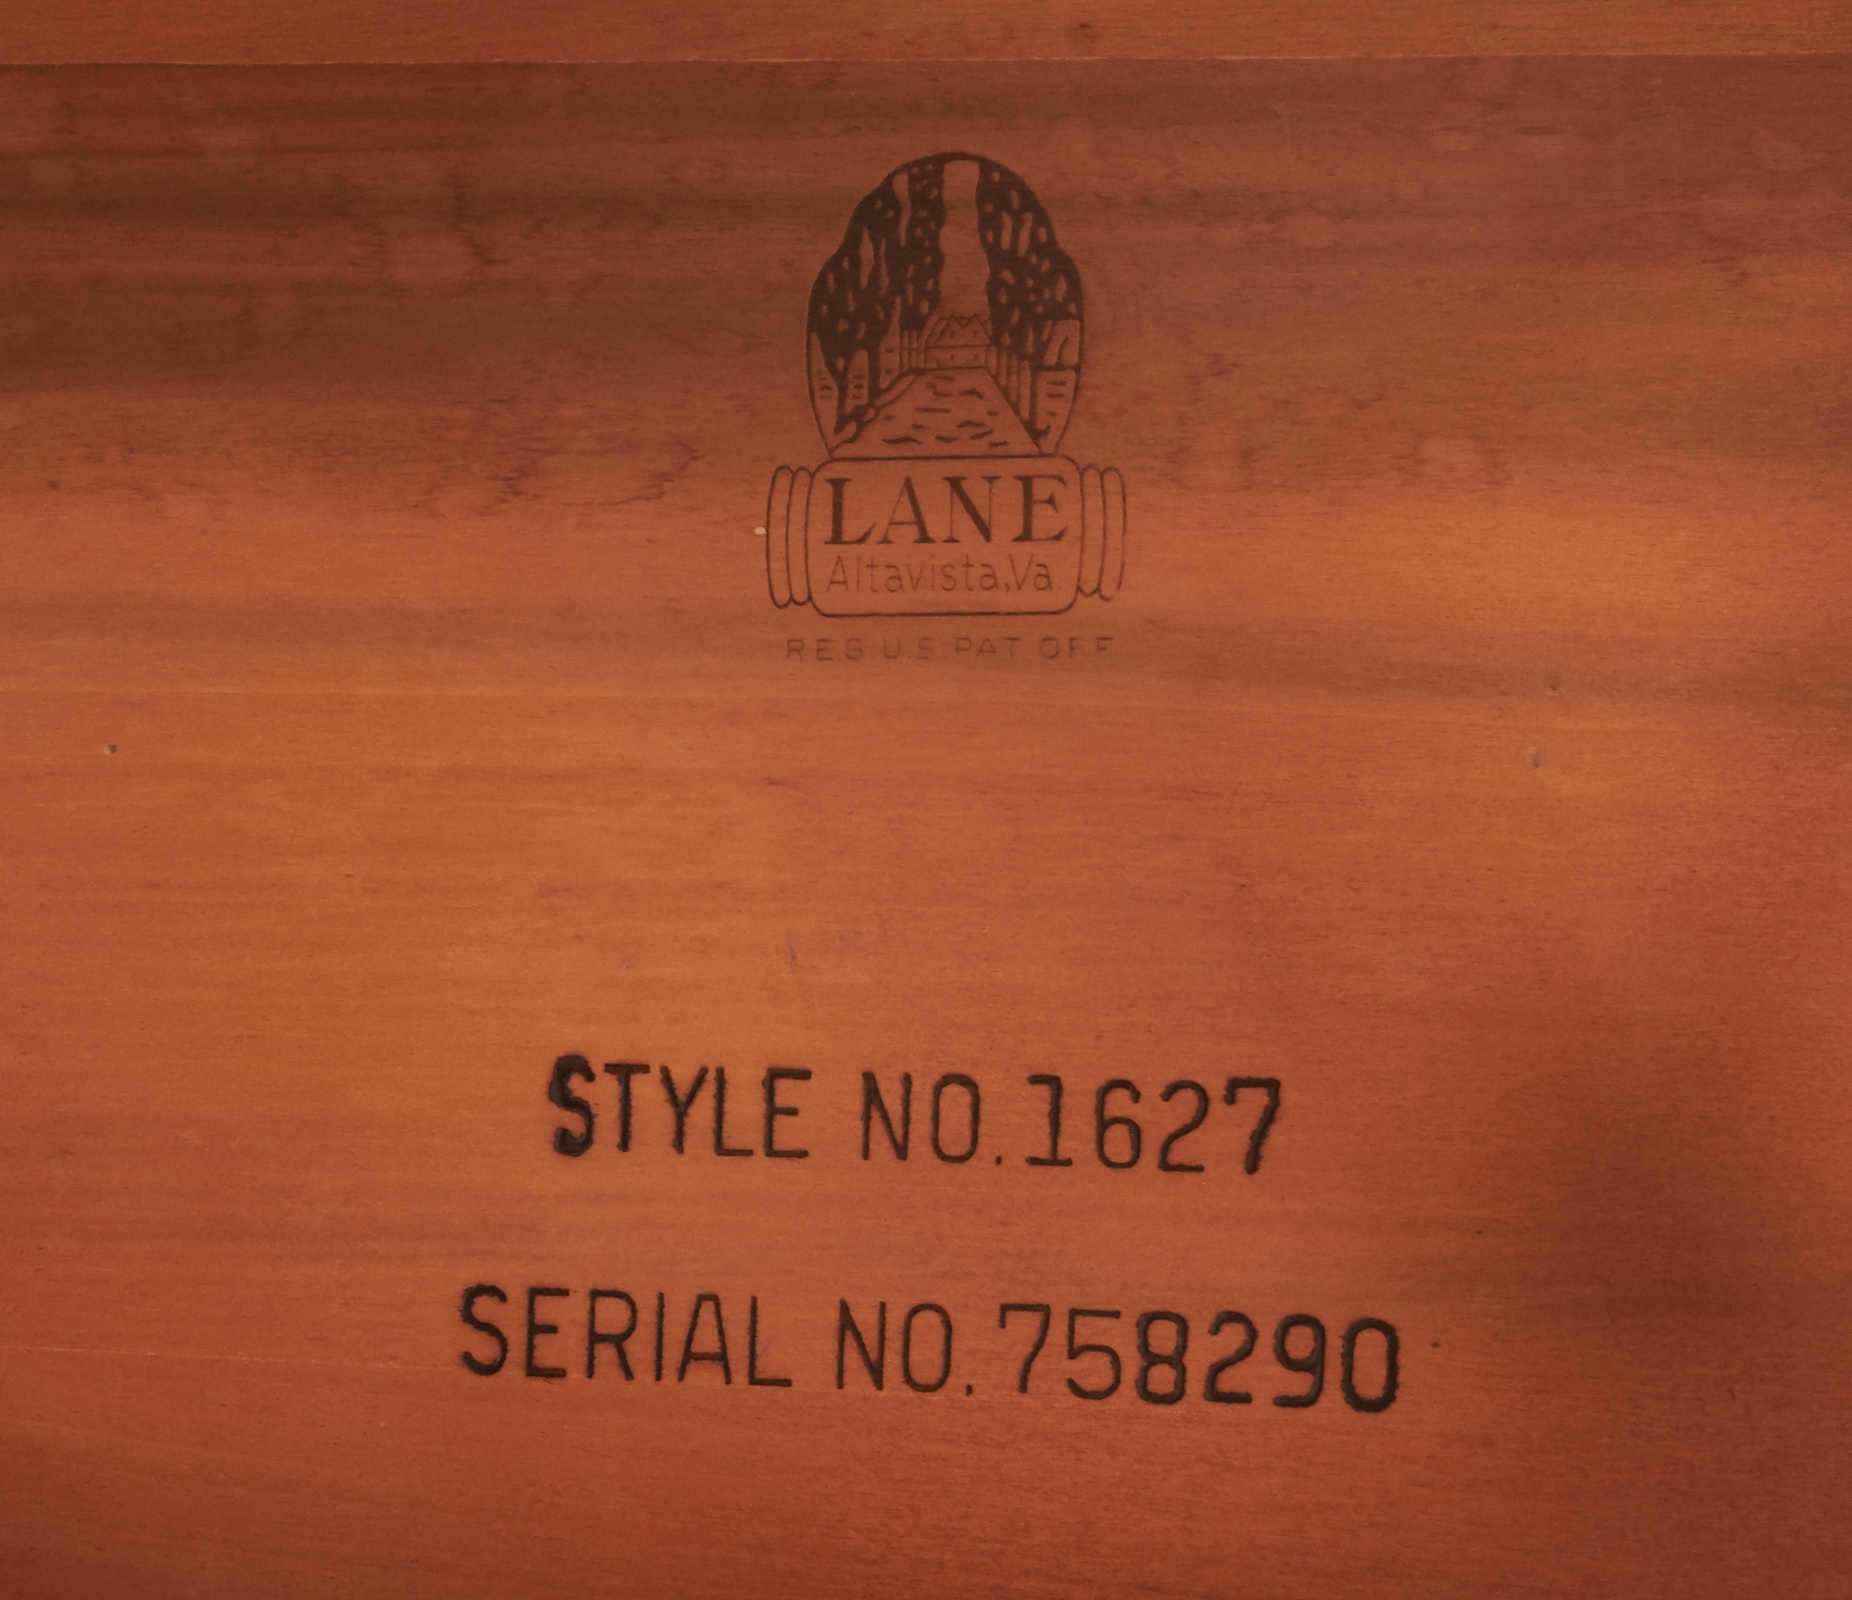 LANE
Altavista,Va.
REG.U.S PAT OFF
STYLE NO.1627
SERIAL NO.758290